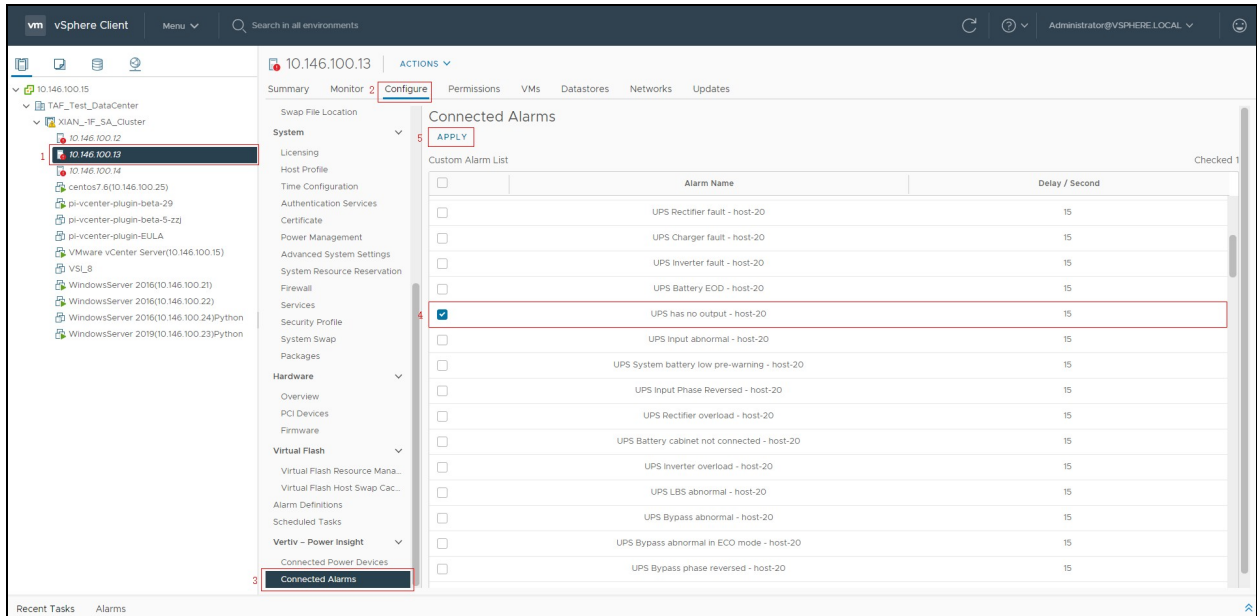 vm vSphere Client Menu Search in all environments Administrator@VSPHERE.LOCAL
10.146.100.15
TAF_Test_DataCenter
XIAN_-1F_SA_Cluster
10.146.100.12
1 10.146.100.13
10.146.100.14
centos7.6(10.146.100.25)
pi-vcenter-plugin-beta-29
pi-vcenter-plugin-beta-5-zzj
pi-vcenter-plugin-EULA
VMware vCenter Server(10.146.100.15)
VSI_8
WindowsServer 2016(10.146.100.21)
WindowsServer 2016(10.146.100.22)
WindowsServer 2016(10.146.100.24)Python
WindowsServer 2019(10.146.100.23)Python
10.146.100.13 ACTIONS
Summary Monitor 2 Configure Permissions VMs Datastores Networks Updates
Swap File Location
System
Licensing
Host Profile
Time Configuration
Authentication Services
Certificate
Power Management
Advanced System Settings
System Resource Reservation
Firewall
Services
Security Profile
System Swap
Packages
Hardware
Overview
PCI Devices
Firmware
Virtual Flash
Virtual Flash Resource Mana...
Virtual Flash Host Swap Cac...
Alarm Definitions
Scheduled Tasks
Vertiv – Power Insight
Connected Power Devices
3 Connected Alarms
Connected Alarms
5 APPLY
Custom Alarm List Checked 1
Alarm Name Delay / Second
UPS Rectifier fault - host-20 15
UPS Charger fault - host-20 15
UPS Inverter fault - host-20 15
UPS Battery EOD - host-20 15
4 UPS has no output - host-20 15
UPS Input abnormal - host-20 15
UPS System battery low pre-warning - host-20 15
UPS Input Phase Reversed - host-20 15
UPS Rectifier overload - host-20 15
UPS Battery cabinet not connected - host-20 15
UPS Inverter overload - host-20 15
UPS LBS abnormal - host-20 15
UPS Bypass abnormal - host-20 15
UPS Bypass abnormal in ECO mode - host-20 15
UPS Bypass phase reversed - host-20 15
Recent Tasks Alarms